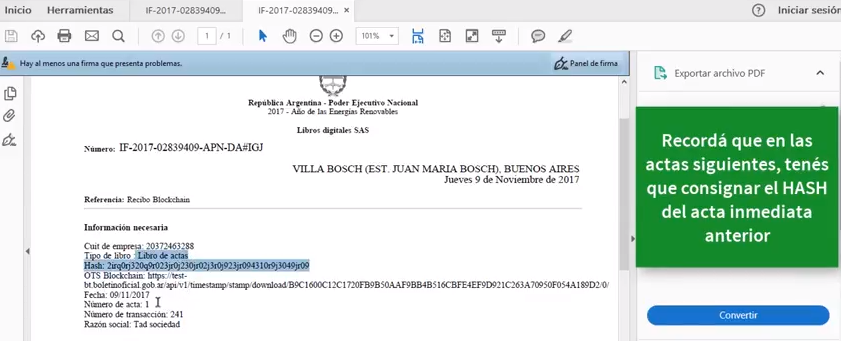 Inicio Herramientas IF-2017-02839409... IF-2017-02839409... × Iniciar sesión
1 / 1 101%
Hay al menos una firma que presenta problemas. Panel de firma
República Argentina - Poder Ejecutivo Nacional
2017 - Año de las Energías Renovables
Libros digitales SAS
Número: IF-2017-02839409-APN-DA#IGJ
VILLA BOSCH (EST. JUAN MARIA BOSCH), BUENOS AIRES
Jueves 9 de Noviembre de 2017
Referencia: Recibo Blockchain
Información necesaria
Cuit de empresa: 20372463288
Tipo de libro : Libro de actas
Hash: 2irq0rj320q9r023jr0j230jr02j3r0j923jr094310r9j3049jr09
OTS Blockchain: https://test-
bt.boletinoficial.gob.ar/api/v1/timestamp/stamp/download/B9C1600C12C1720FB9B50AAF9BB4B516CBFE4EF9D921C263A70950F054A189D2/0/
Fecha: 09/11/2017
Número de acta: 1
Número de transacción: 241
Razón social: Tad sociedad
Exportar archivo PDF
Recordá que en las
actas siguientes, tenés
que consignar el HASH
del acta inmediata
anterior
Convertir